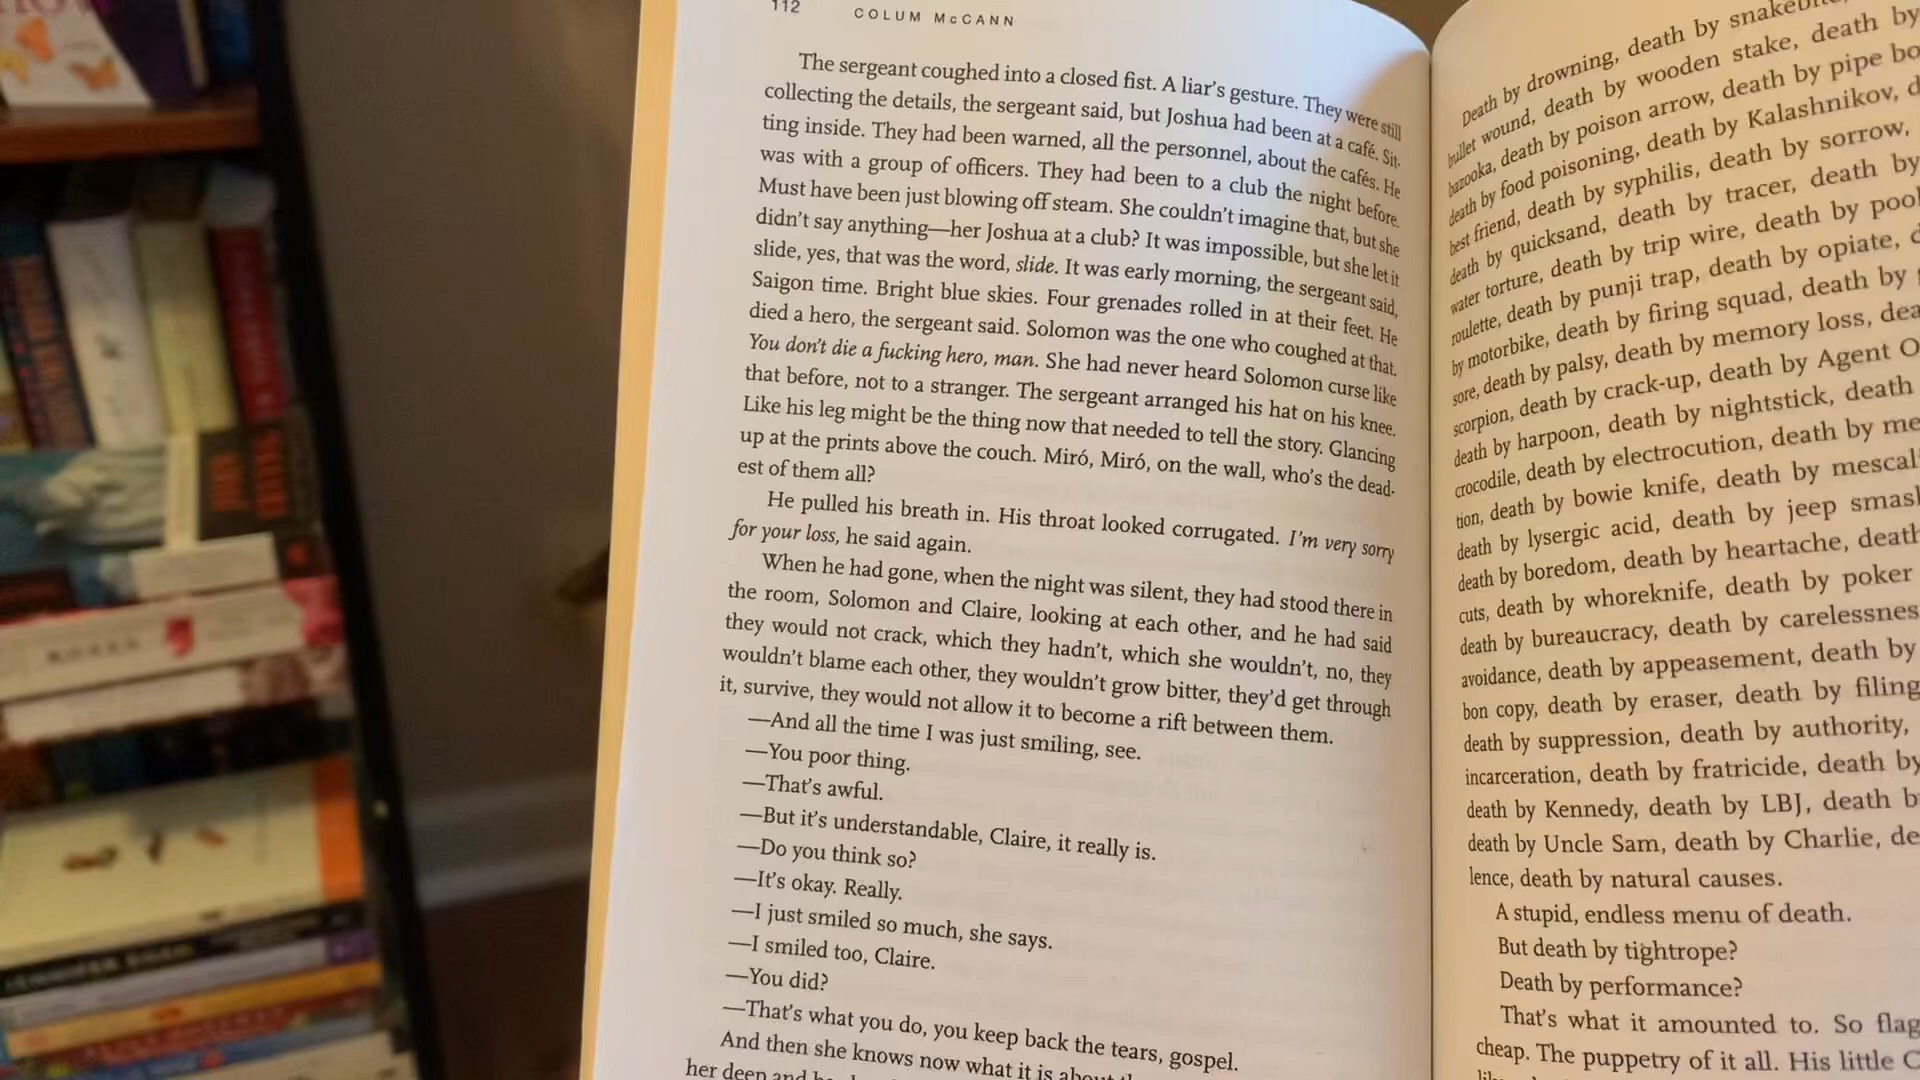 112
COLUM McCANN
The sergeant coughed into a closed fist. A liar's gesture. They were still
collecting the details, the sergeant said, but Joshua had been at a café. Sit-
ting inside. They had been warned, all the personnel, about the cafés. He
was with a group of officers. They had been to a club the night before.
Must have been just blowing off steam. She couldn't imagine that, but she
didn't say anything—her Joshua at a club? It was impossible, but she let it
slide, yes, that was the word, slide. It was early morning, the sergeant said,
Saigon time. Bright blue skies. Four grenades rolled in at their feet. He
died a hero, the sergeant said. Solomon was the one who coughed at that.
You don't die a fucking hero, man. She had never heard Solomon curse like
that before, not to a stranger. The sergeant arranged his hat on his knee.
Like his leg might be the thing now that needed to tell the story. Glancing
up at the prints above the couch. Miró, Miró, on the wall, who's the dead-
est of them all?
He pulled his breath in. His throat looked corrugated. I'm very sorry
for your loss, he said again.
When he had gone, when the night was silent, they had stood there in
the room, Solomon and Claire, looking at each other, and he had said
they would not crack, which they hadn't, which she wouldn't, no, they
wouldn't blame each other, they wouldn't grow bitter, they'd get through
it, survive, they would not allow it to become a rift between them.
—And all the time I was just smiling, see.
—You poor thing.
—That's awful.
—But it's understandable, Claire, it really is.
—Do you think so?
—It's okay. Really.
—I just smiled so much, she says.
—I smiled too, Claire.
—You did?
—That's what you do, you keep back the tears, gospel.
And then she knows now what it is about
her deep and
Death by drowning, death by snakebite,
bullet wound, death by wooden stake, death by
bazooka, death by poison arrow, death by pipe bo
death by food poisoning, death by Kalashnikov, d
best friend, death by syphilis, death by sorrow,
death by quicksand, death by tracer, death by
water torture, death by trip wire, death by pool
roulette, death by punji trap, death by opiate, d
by motorbike, death by firing squad, death by
sore, death by palsy, death by memory loss, dea
scorpion, death by crack-up, death by Agent O
death by harpoon, death by nightstick, death
crocodile, death by electrocution, death by me
tion, death by bowie knife, death by mescal
death by lysergic acid, death by jeep smas
death by boredom, death by heartache, death
cuts, death by whoreknife, death by poker
death by bureaucracy, death by carelessnes
avoidance, death by appeasement, death by
bon copy, death by eraser, death by filing
death by suppression, death by authority,
incarceration, death by fratricide, death by
death by Kennedy, death by LBJ, death b
death by Uncle Sam, death by Charlie, de
lence, death by natural causes.
A stupid, endless menu of death.
But death by tightrope?
Death by performance?
That's what it amounted to. So flag
cheap. The puppetry of it all. His little C